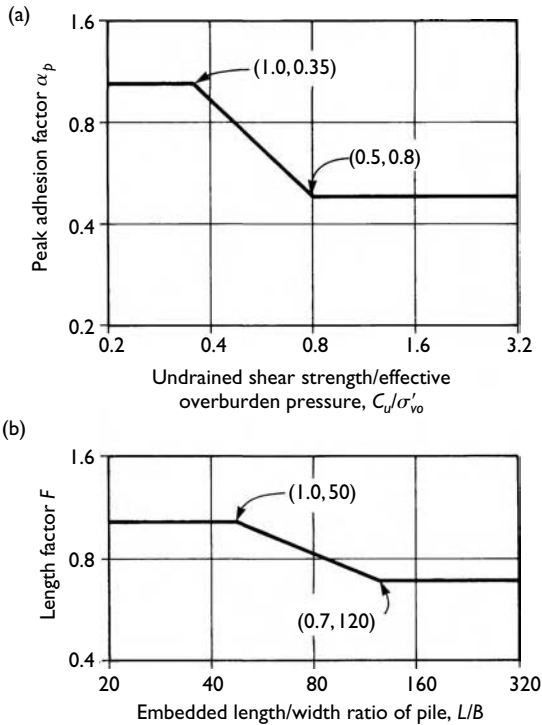 (a)
1.6
0.8
0.4
0.2
Peak adhesion factor αp
(1.0, 0.35)
(0.5, 0.8)
0.2 0.4 0.8 1.6 3.2
Undrained shear strength/effective
overburden pressure, Cu/σ′vo
(b)
1.6
0.8
0.4
Length factor F
(1.0, 50)
(0.7, 120)
20 40 80 160 320
Embedded length/width ratio of pile, L/B